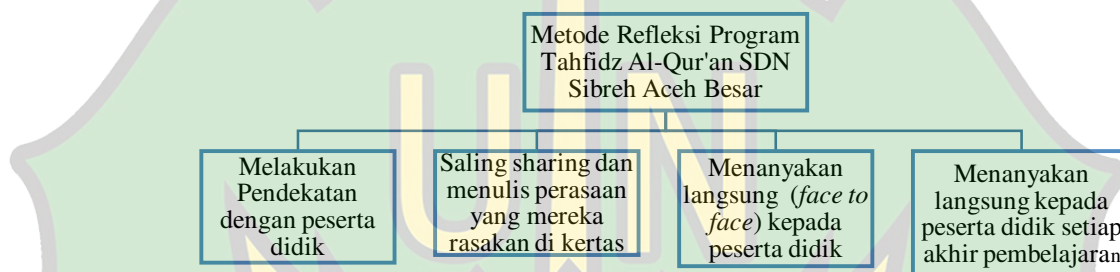 Metode Refleksi Program
Tahfidz Al-Qur'an SDN
Sibreh Aceh Besar
Melakukan
Pendekatan
dengan peserta
didik
Saling sharing dan
menulis perasaan
yang mereka
rasakan di kertas
Menanyakan
langsung (face to
face) kepada
peserta didik
Menanyakan
langsung kepada
peserta didik setiap
akhir pembelajaran
UIN